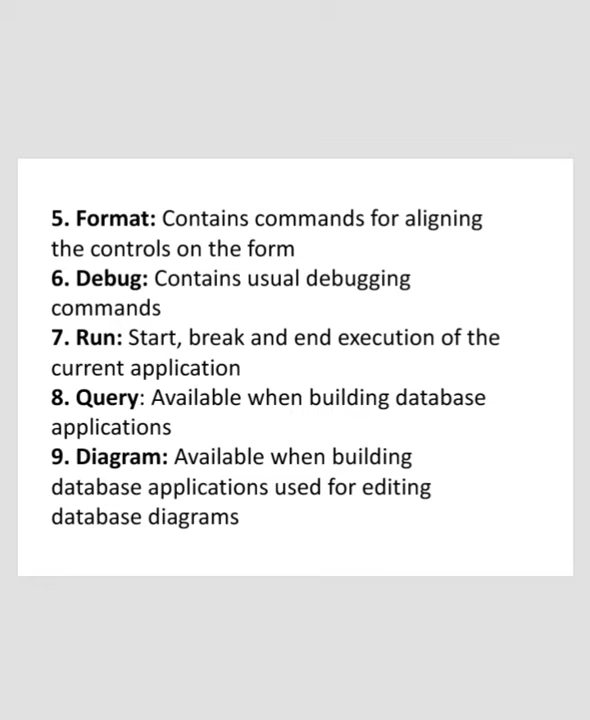 5. Format: Contains commands for aligning
the controls on the form
6. Debug: Contains usual debugging
commands
7. Run: Start, break and end execution of the
current application
8. Query: Available when building database
applications
9. Diagram: Available when building
database applications used for editing
database diagrams